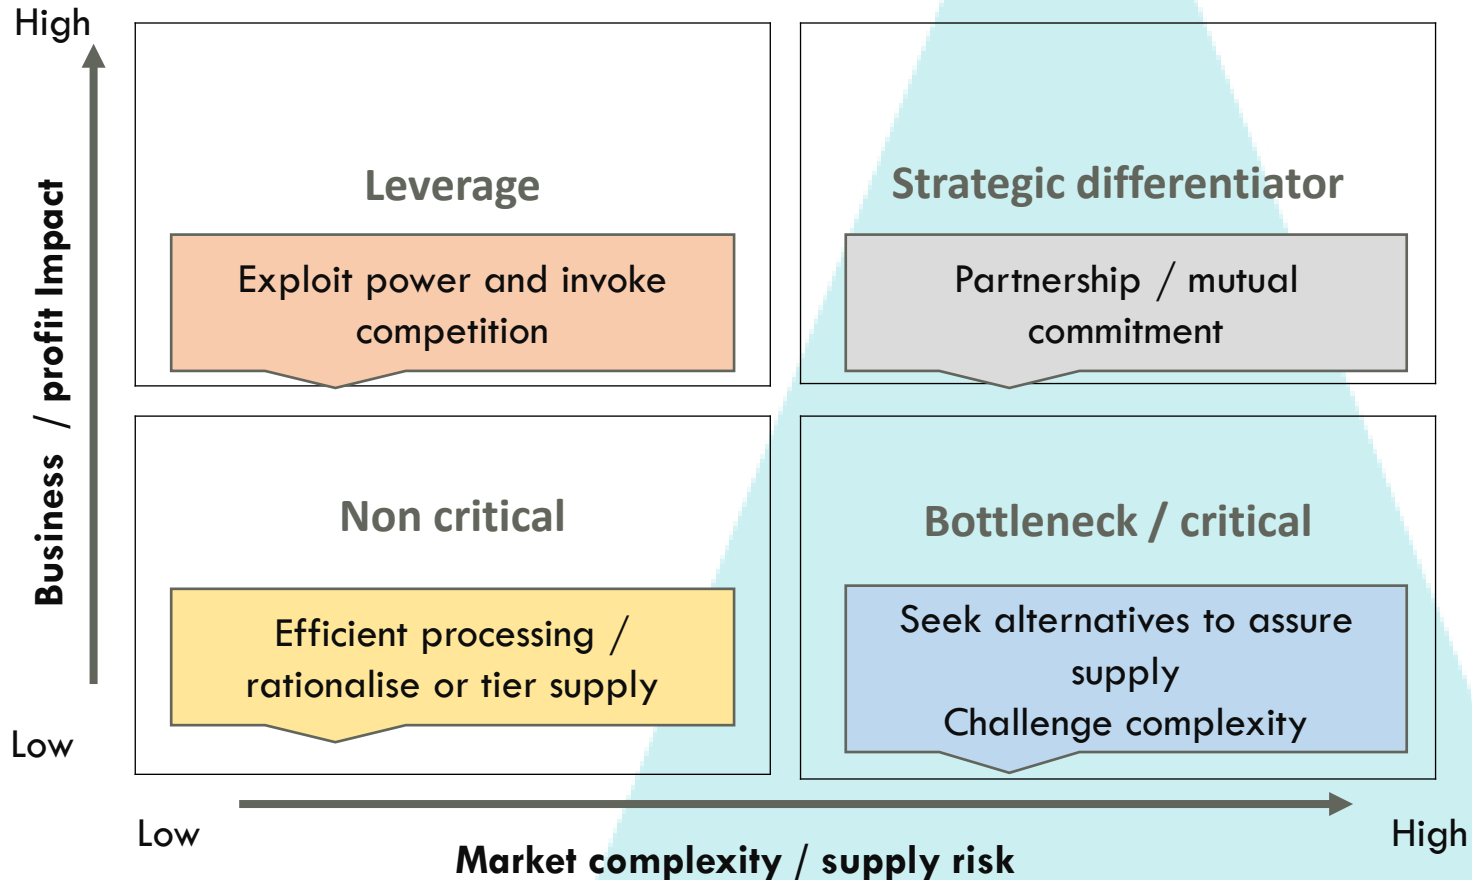 High
Leverage
Strategic differentiator
Exploit power and invoke
competition
Partnership / mutual
commitment
Business / profit Impact
Non critical
Bottleneck / critical
Efficient processing /
rationalise or tier supply
Seek alternatives to assure
supply
Challenge complexity
Low
Low
High
Market complexity / supply risk